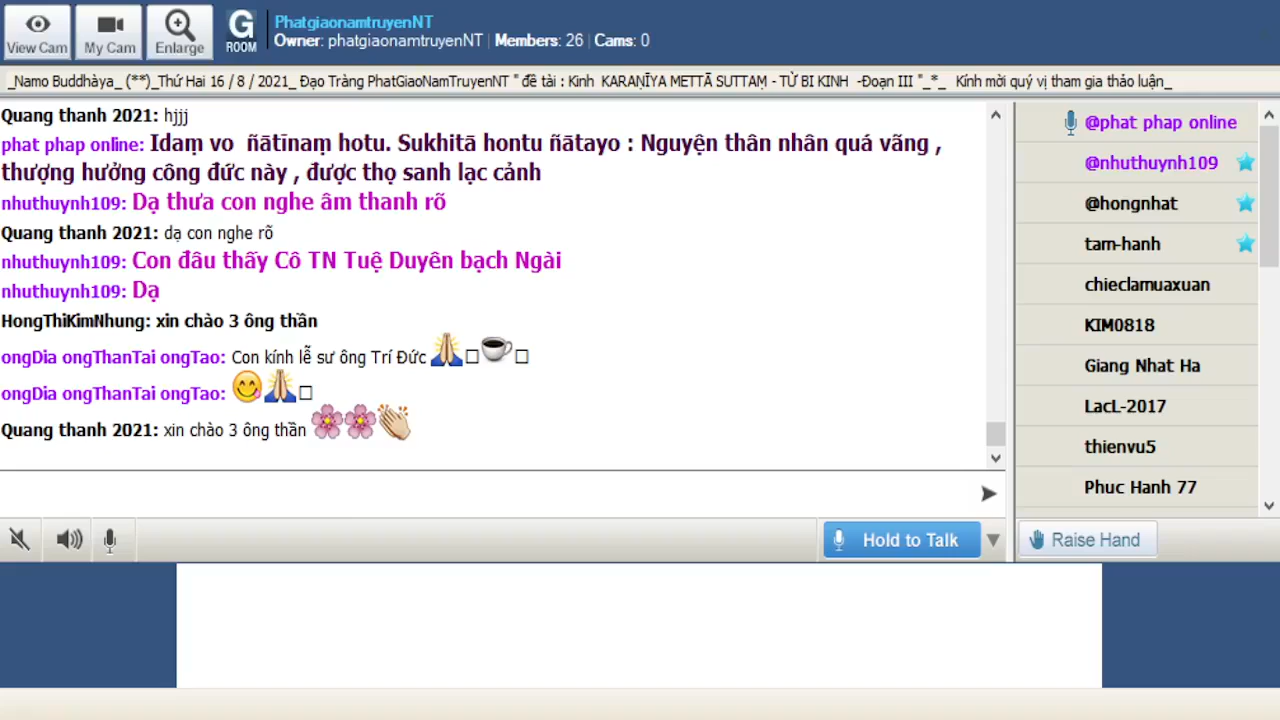 View Cam
My Cam
Enlarge
G
ROOM
PhatgiaonamtruyenNT
Owner: phatgiaonamtruyenNT | Members: 26 | Cams: 0
_Namo Buddhàya_ (**)_Thứ Hai 16 / 8 / 2021_ Đạo Tràng PhatGiaoNamTruyenNT " đề tài : Kinh KARAṆĪYA METTĀ SUTTAṂ - TỪ BI KINH -Đoạn III "_*_ Kính mời quý vị tham gia thảo luận_
Quang thanh 2021: hjjj
phat phap online: Idaṃ vo ñātīnaṃ hotu. Sukhitā hontu ñātayo : Nguyện thân nhân quá vãng ,
thượng hưởng công đức này , được thọ sanh lạc cảnh
nhuthuynh109: Dạ thưa con nghe âm thanh rõ
Quang thanh 2021: dạ con nghe rõ
nhuthuynh109: Con đâu thấy Cô TN Tuệ Duyên bạch Ngài
nhuthuynh109: Dạ
HongThiKimNhung: xin chào 3 ông thần
ongDia ongThanTai ongTao: Con kính lễ sư ông Trí Đức
ongDia ongThanTai ongTao:
Quang thanh 2021: xin chào 3 ông thần
@phat phap online
@nhuthuynh109
@hongnhat
tam-hanh
chieclamuaxuan
KIM0818
Giang Nhat Ha
LacL-2017
thienvu5
Phuc Hanh 77
Hold to Talk
Raise Hand